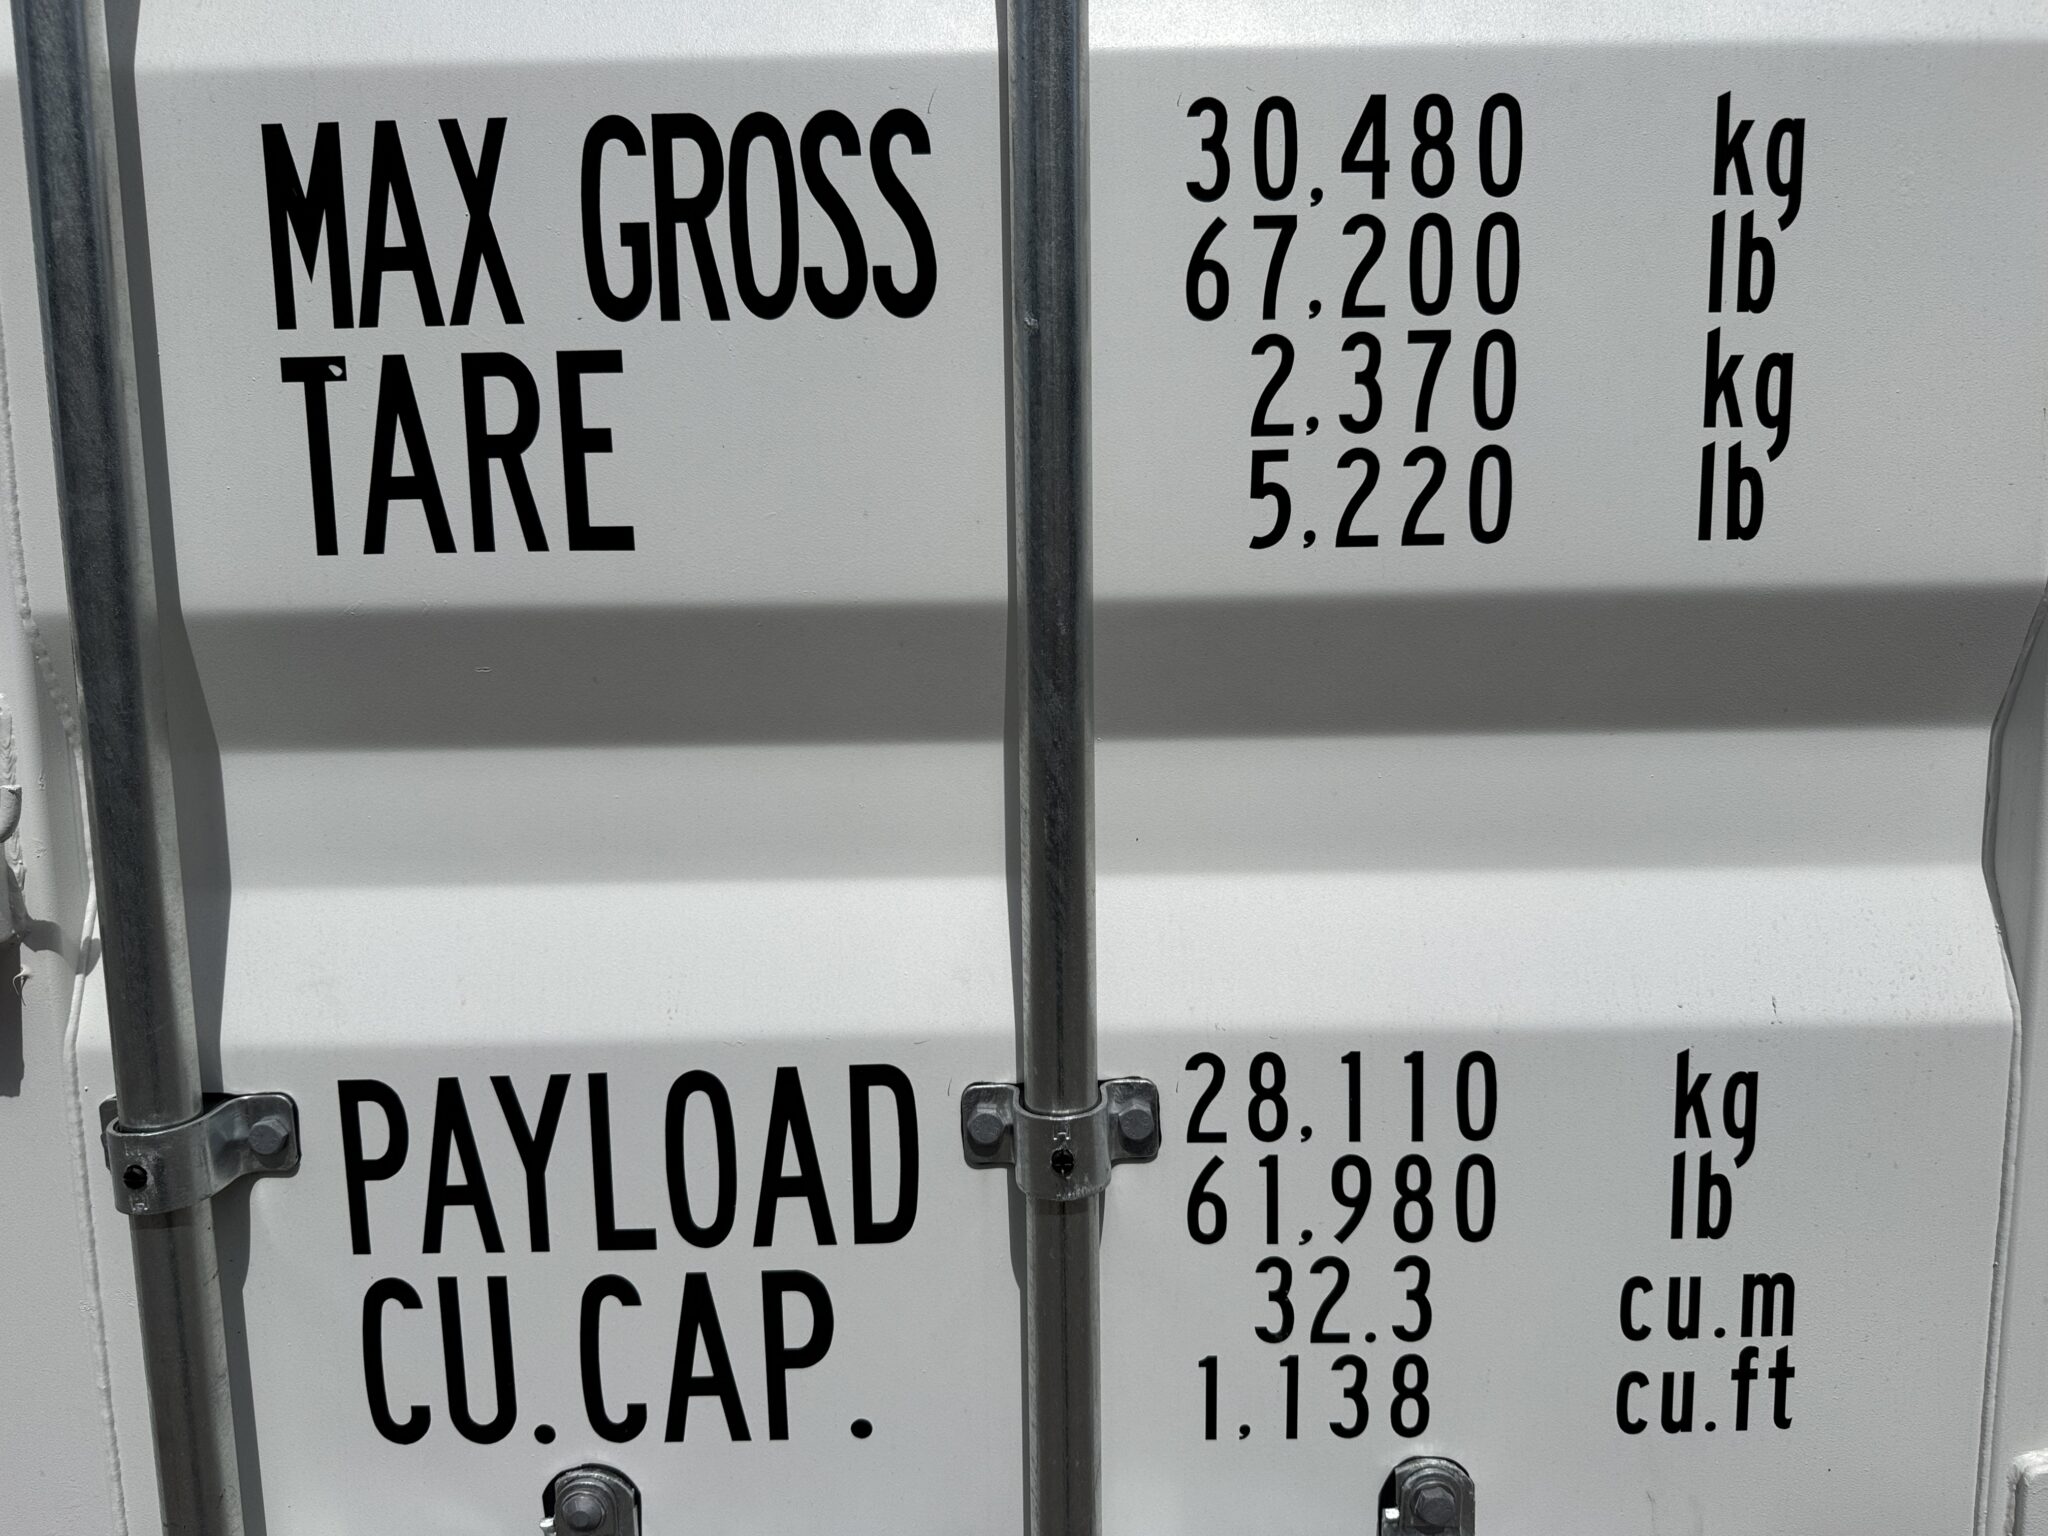 MAX GROSS 30,480 kg
67,200 lb
TARE 2,370 kg
5,220 lb
PAYLOAD 28,110 kg
61,980 lb
CU.CAP. 32.3 cu.m
1,138 cu.ft